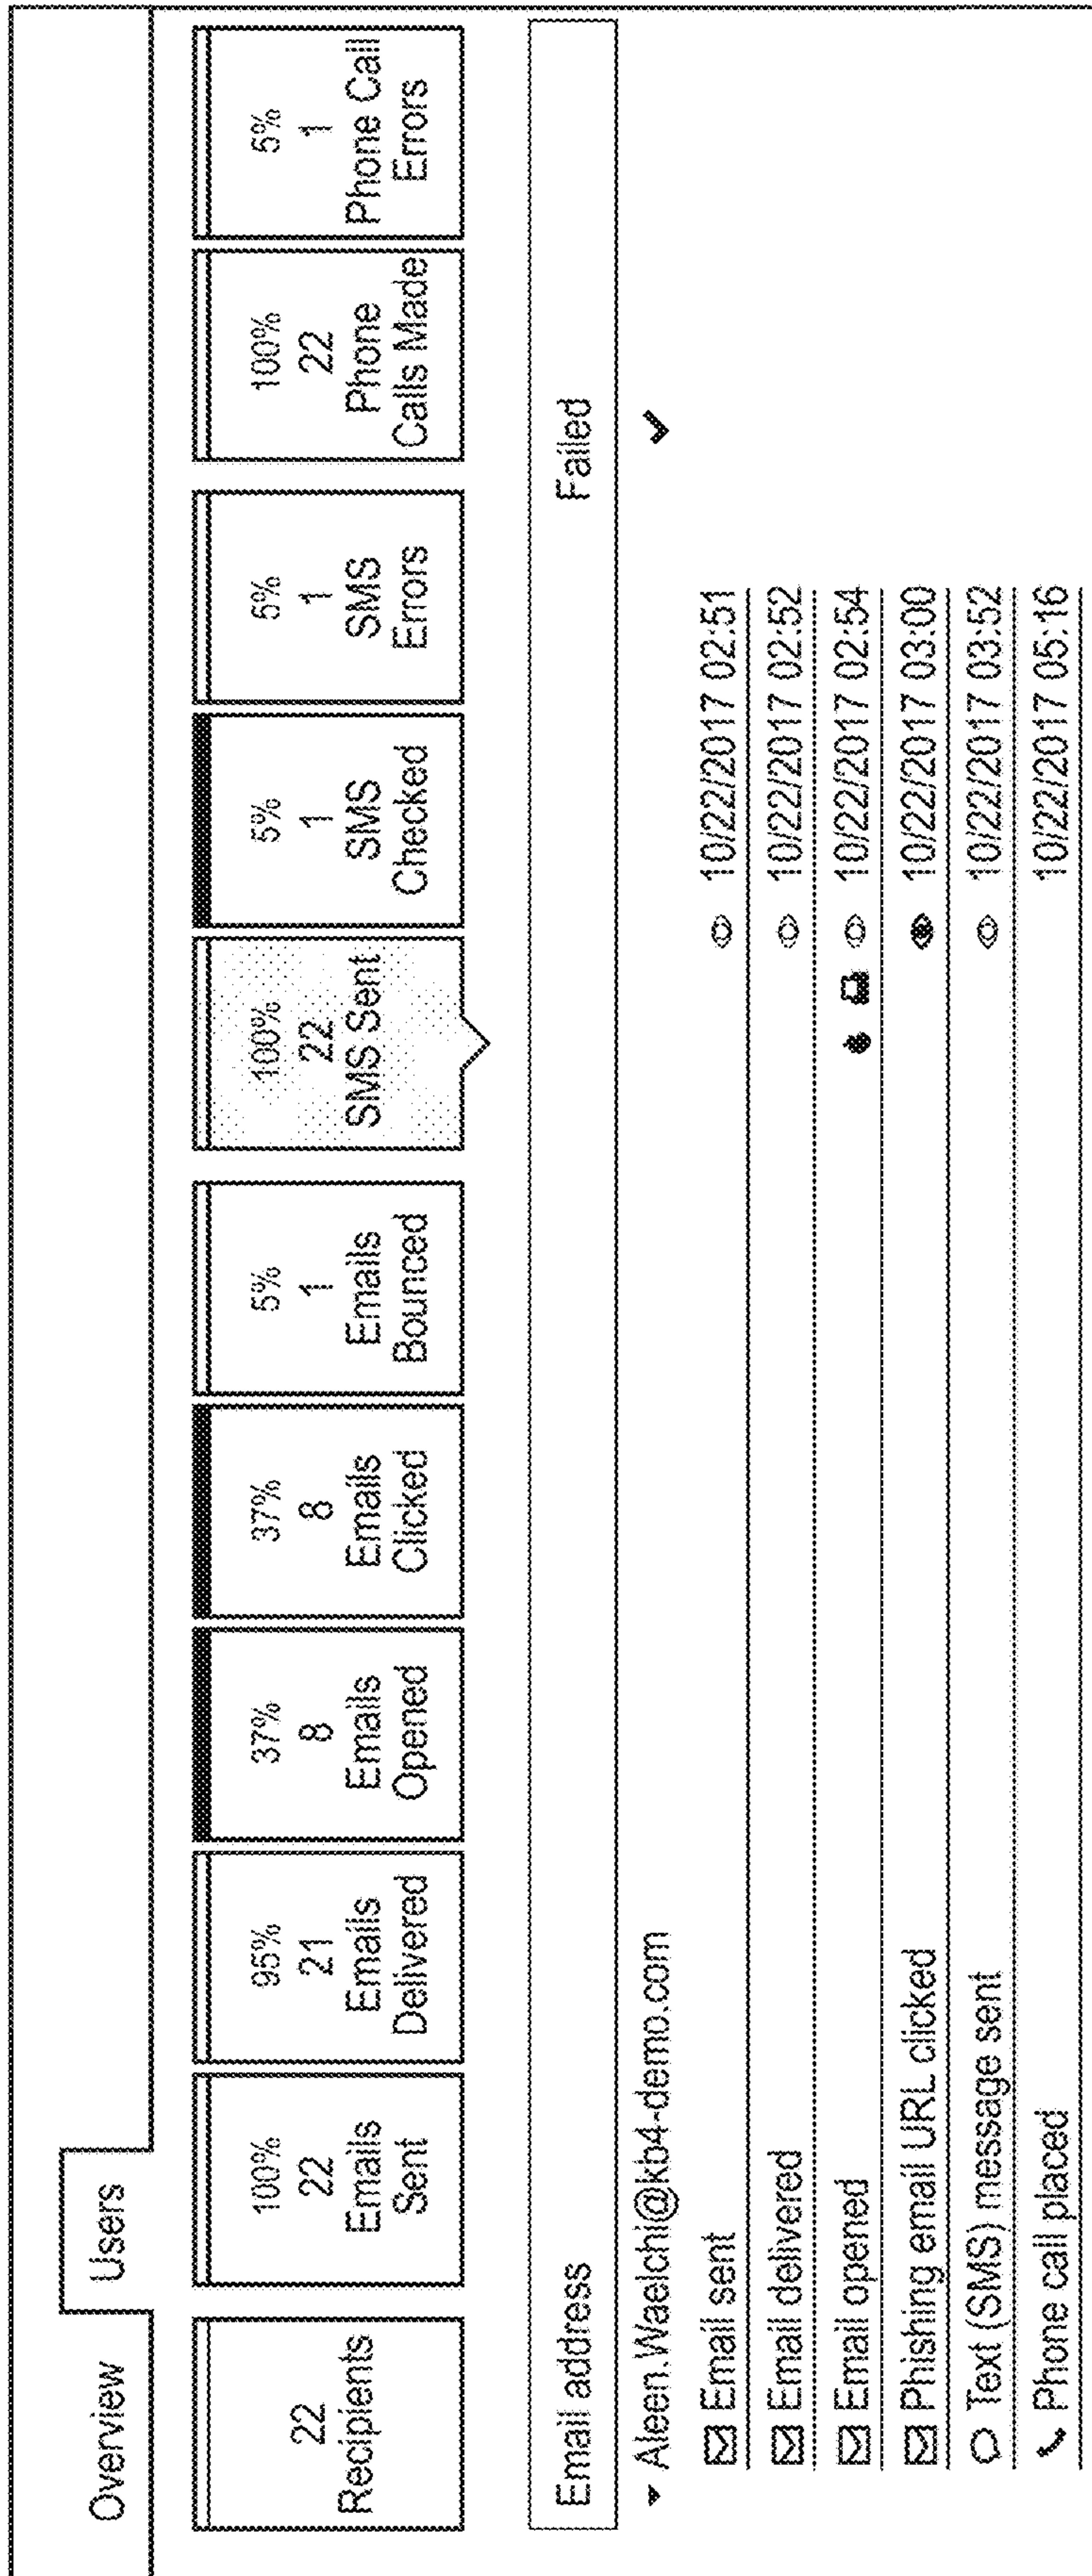 Overview
Users
22
Recipients
100%
22
Emails
Sent
95%
21
Emails
Delivered
37%
8
Emails
Opened
37%
8
Emails
Clicked
5%
1
Emails
Bounced
100%
22
SMS Sent
5%
1
SMS
Checked
5%
1
SMS
Errors
100%
22
Phone
Calls Made
5%
1
Phone Call
Errors
Email address Failed
Aleen.Waelchi@kb4-demo.com
Email sent 10/22/2017 02:51
Email delivered 10/22/2017 02:52
Email opened 10/22/2017 02:54
Phishing email URL clicked 10/22/2017 03:00
Text (SMS) message sent 10/22/2017 03:52
Phone call placed 10/22/2017 05:16